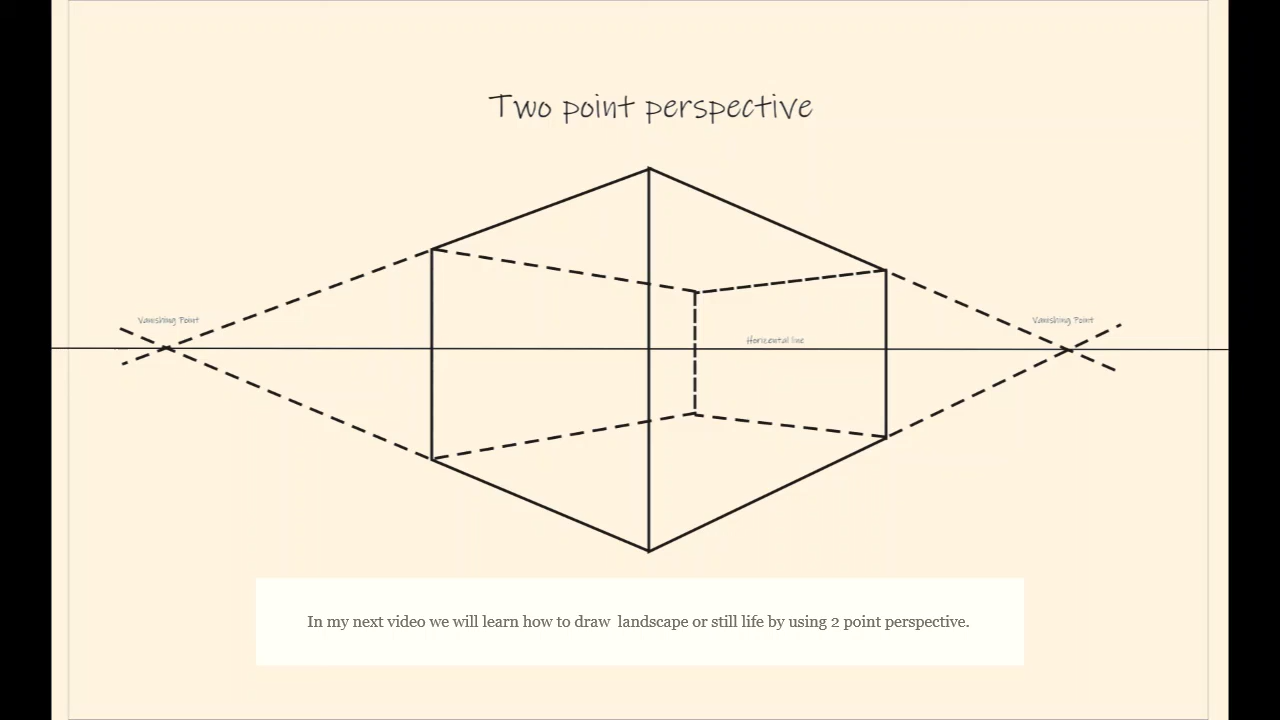 Two point perspective
Vanishing Point
Vanishing Point
Horizental line
In my next video we will learn how to draw  landscape or still life by using 2 point perspective.